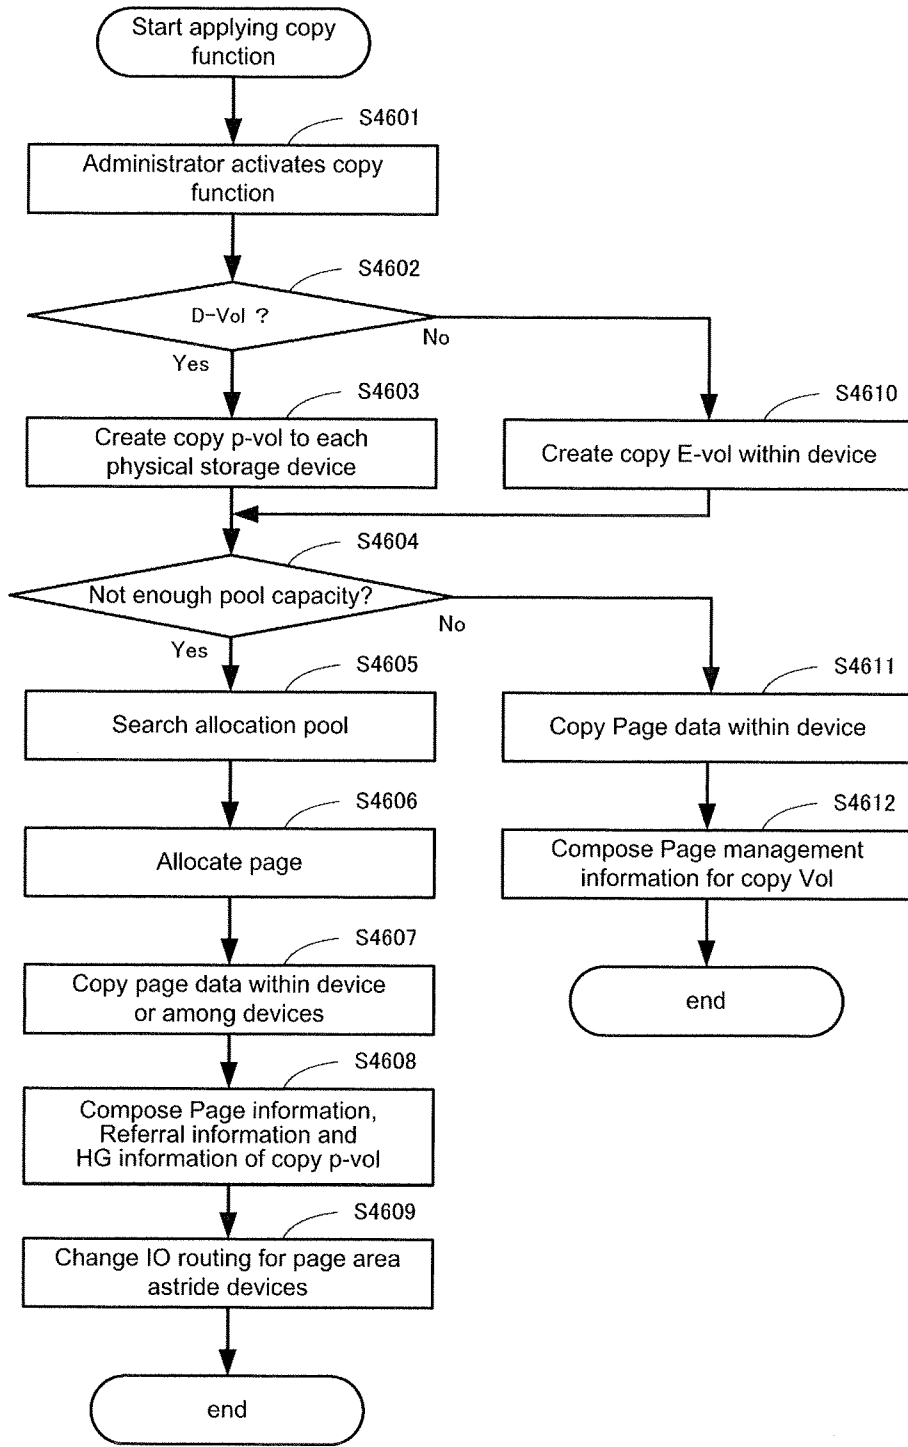 Start applying copy
function
S4601
Administrator activates copy
function
S4602
D-Vol ?
No
Yes
S4603
Create copy p-vol to each
physical storage device
S4610
Create copy E-vol within device
S4604
Not enough pool capacity?
No
Yes
S4605
Search allocation pool
S4611
Copy Page data within device
S4606
Allocate page
S4612
Compose Page management
information for copy Vol
S4607
Copy page data within device
or among devices
end
S4608
Compose Page information,
Referral information and
HG information of copy p-vol
S4609
Change IO routing for page area
astride devices
end